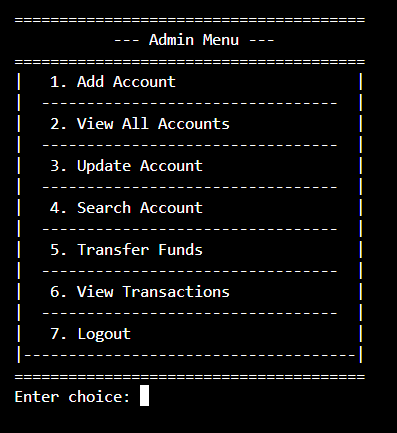 =======================================
--- Admin Menu ---
=======================================
|   1. Add Account                    |
|  ---------------------------------  |
|   2. View All Accounts              |
|  ---------------------------------  |
|   3. Update Account                 |
|  ---------------------------------  |
|   4. Search Account                 |
|  ---------------------------------  |
|   5. Transfer Funds                 |
|  ---------------------------------  |
|   6. View Transactions              |
|  ---------------------------------  |
|   7. Logout                         |
|-------------------------------------|
=======================================
Enter choice: